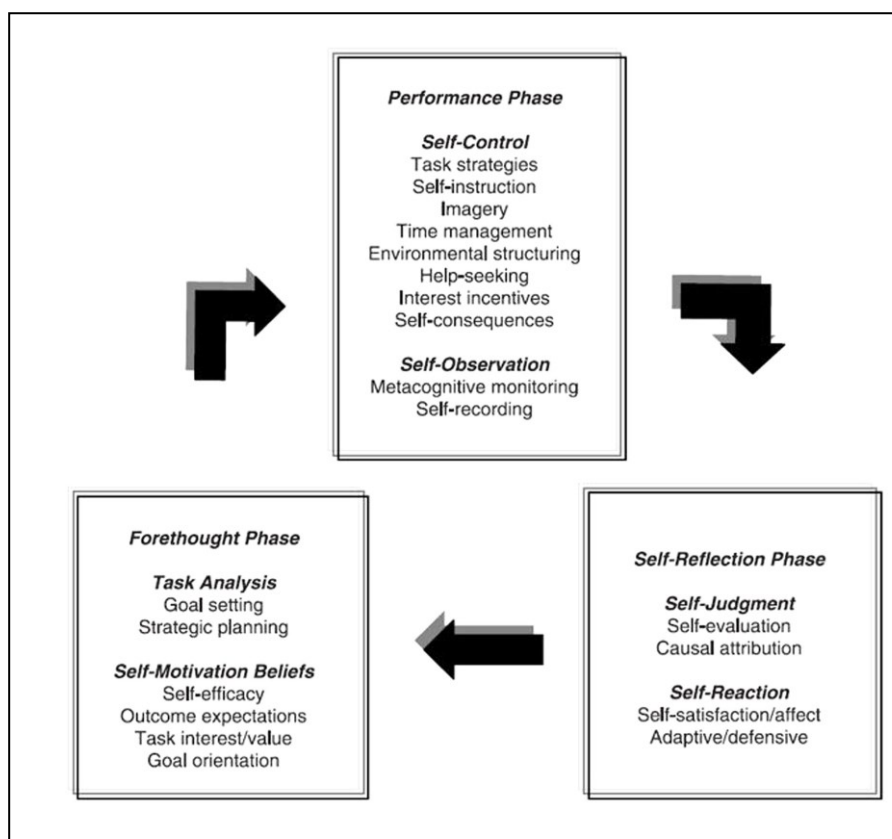 Performance Phase
Self-Control
Task strategies
Self-instruction
Imagery
Time management
Environmental structuring
Help-seeking
Interest incentives
Self-consequences
Self-Observation
Metacognitive monitoring
Self-recording
Forethought Phase
Task Analysis
Goal setting
Strategic planning
Self-Motivation Beliefs
Self-efficacy
Outcome expectations
Task interest/value
Goal orientation
Self-Reflection Phase
Self-Judgment
Self-evaluation
Causal attribution
Self-Reaction
Self-satisfaction/affect
Adaptive/defensive